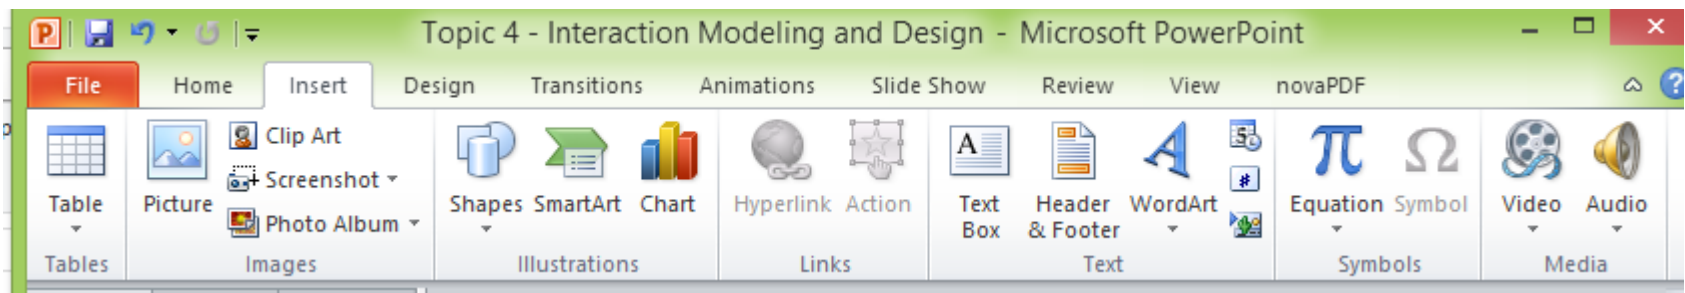 Topic 4 - Interaction Modeling and Design - Microsoft PowerPoint
File Home Insert Design Transitions Animations Slide Show Review View novaPDF
Table
Tables
Picture
Clip Art
Screenshot
Photo Album
Images
Shapes SmartArt Chart
Illustrations
Hyperlink Action
Links
Text
Box
Header
& Footer
WordArt
Text
Equation Symbol
Symbols
Video Audio
Media